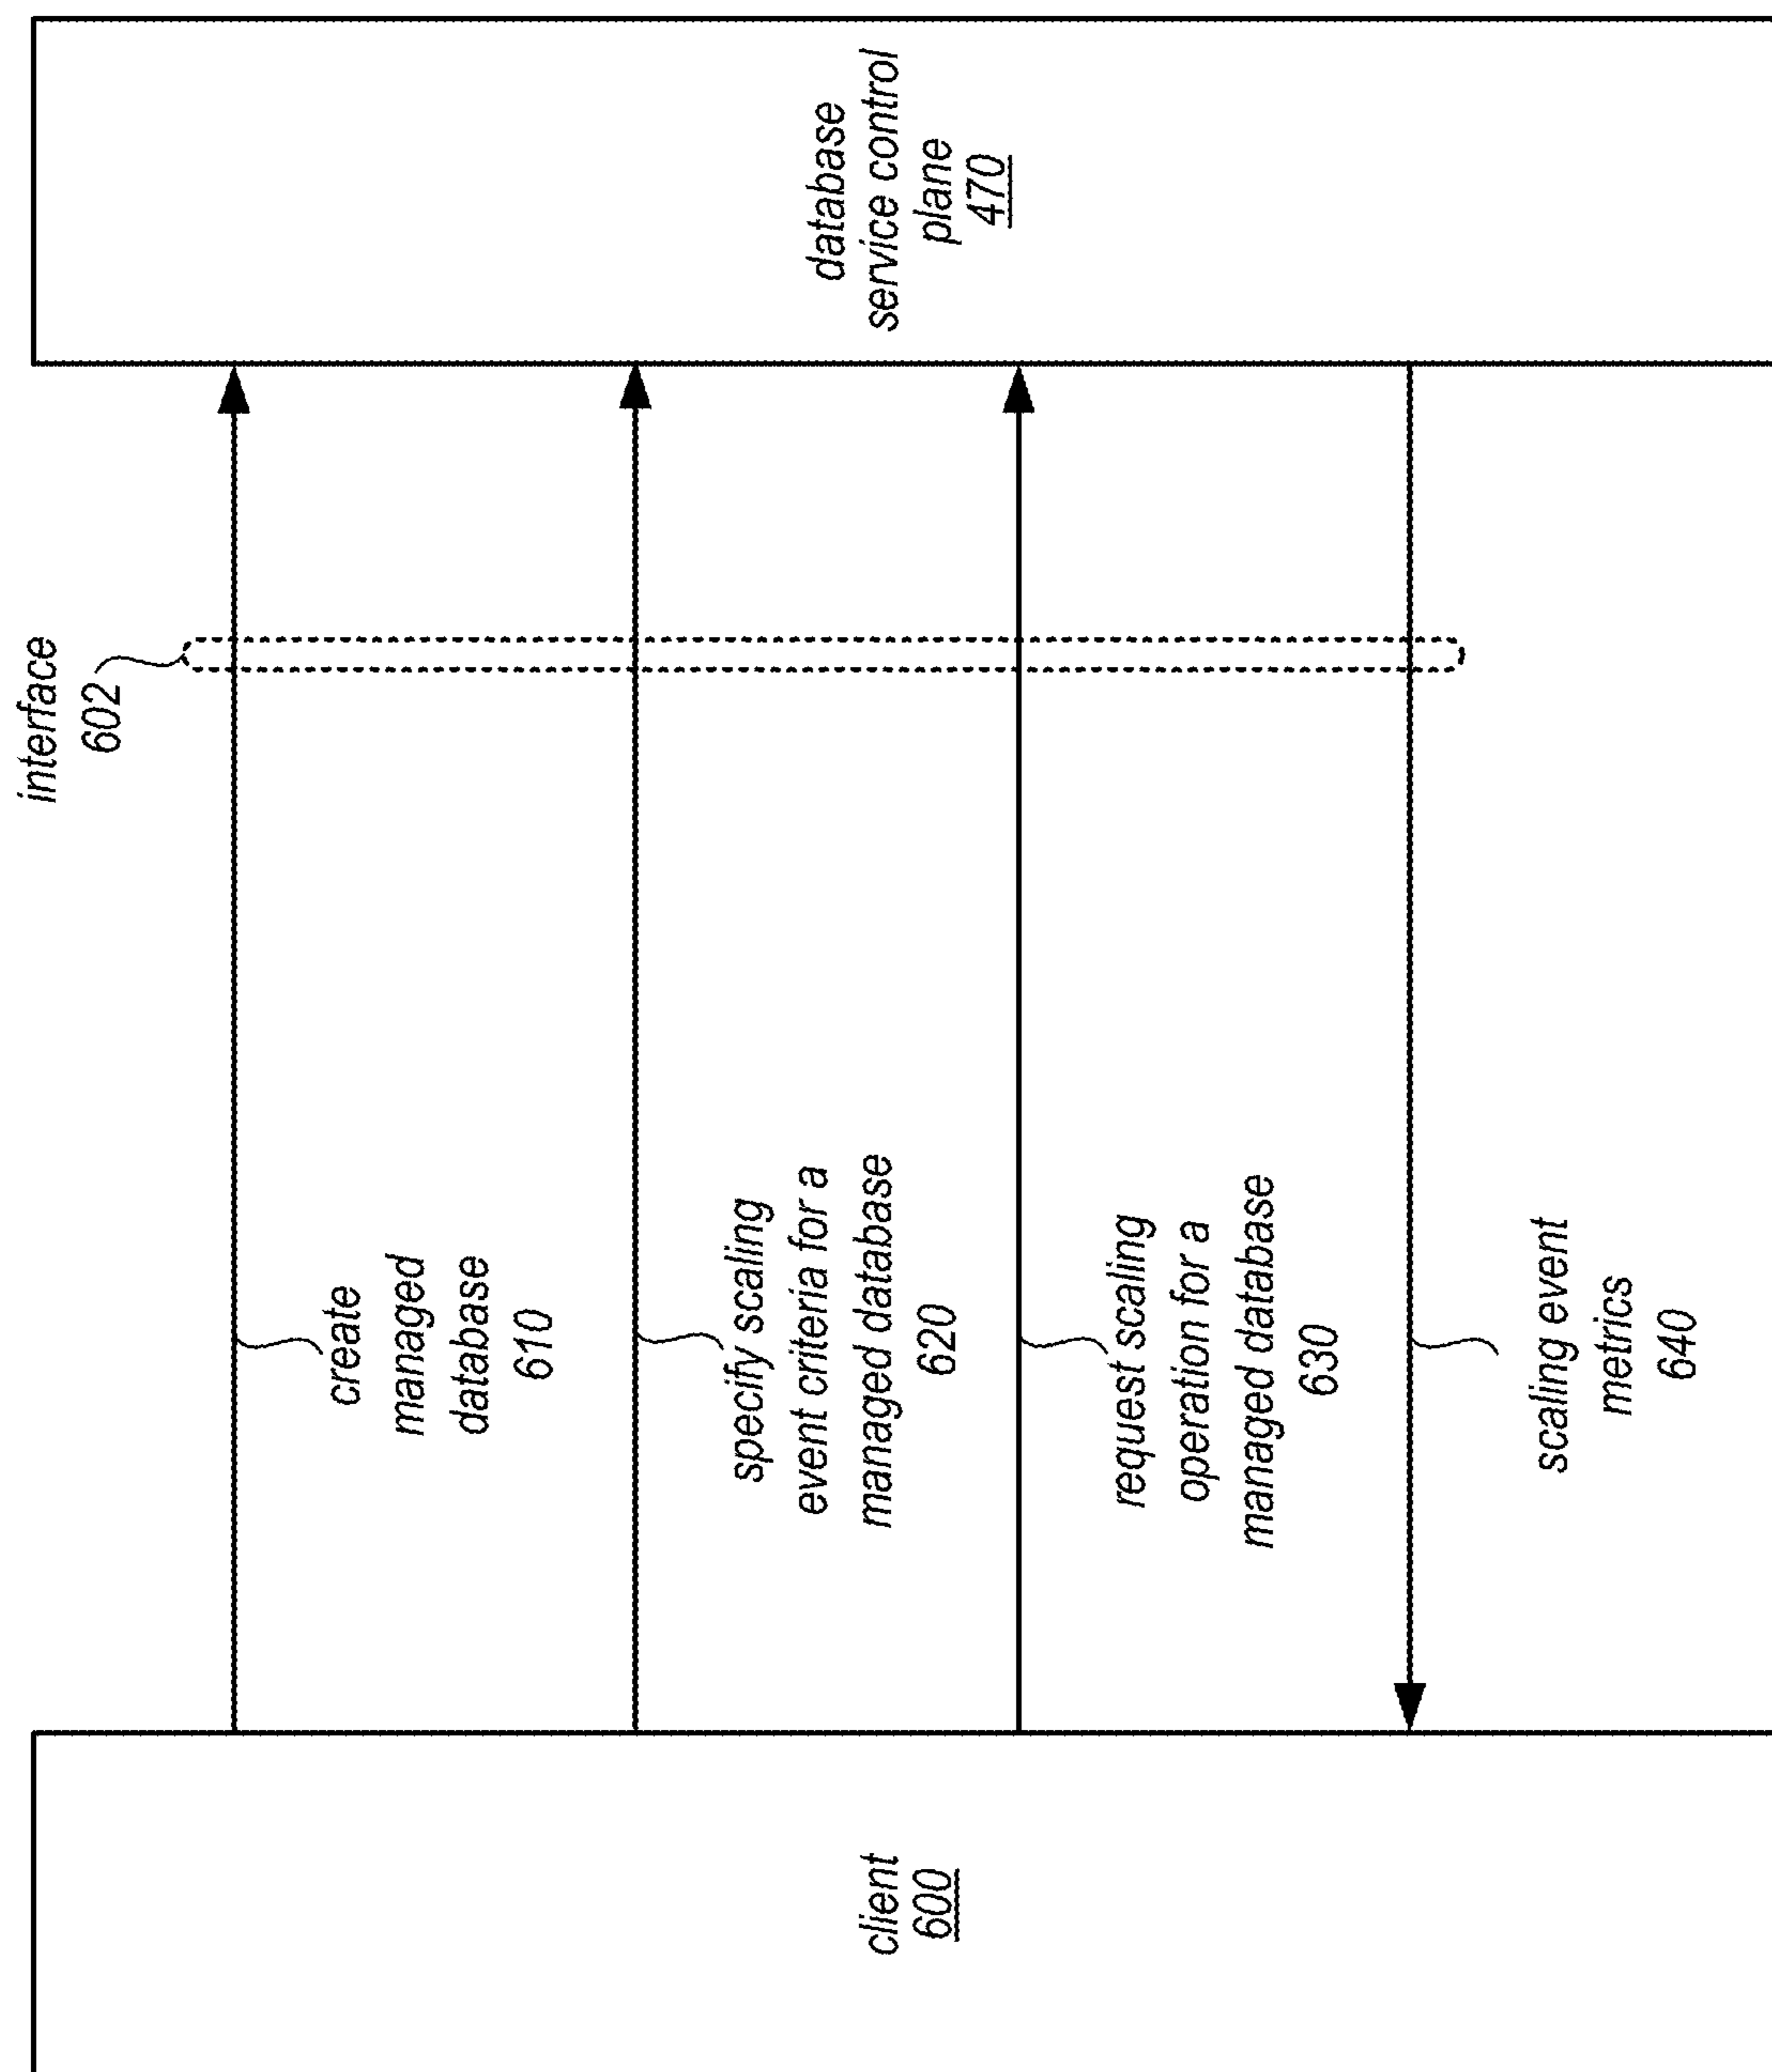 interface
602
client
600
create
managed
database
610
specify scaling
event criteria for a
managed database
620
request scaling
operation for a
managed database
630
scaling event
metrics
640
database
service control
plane
470